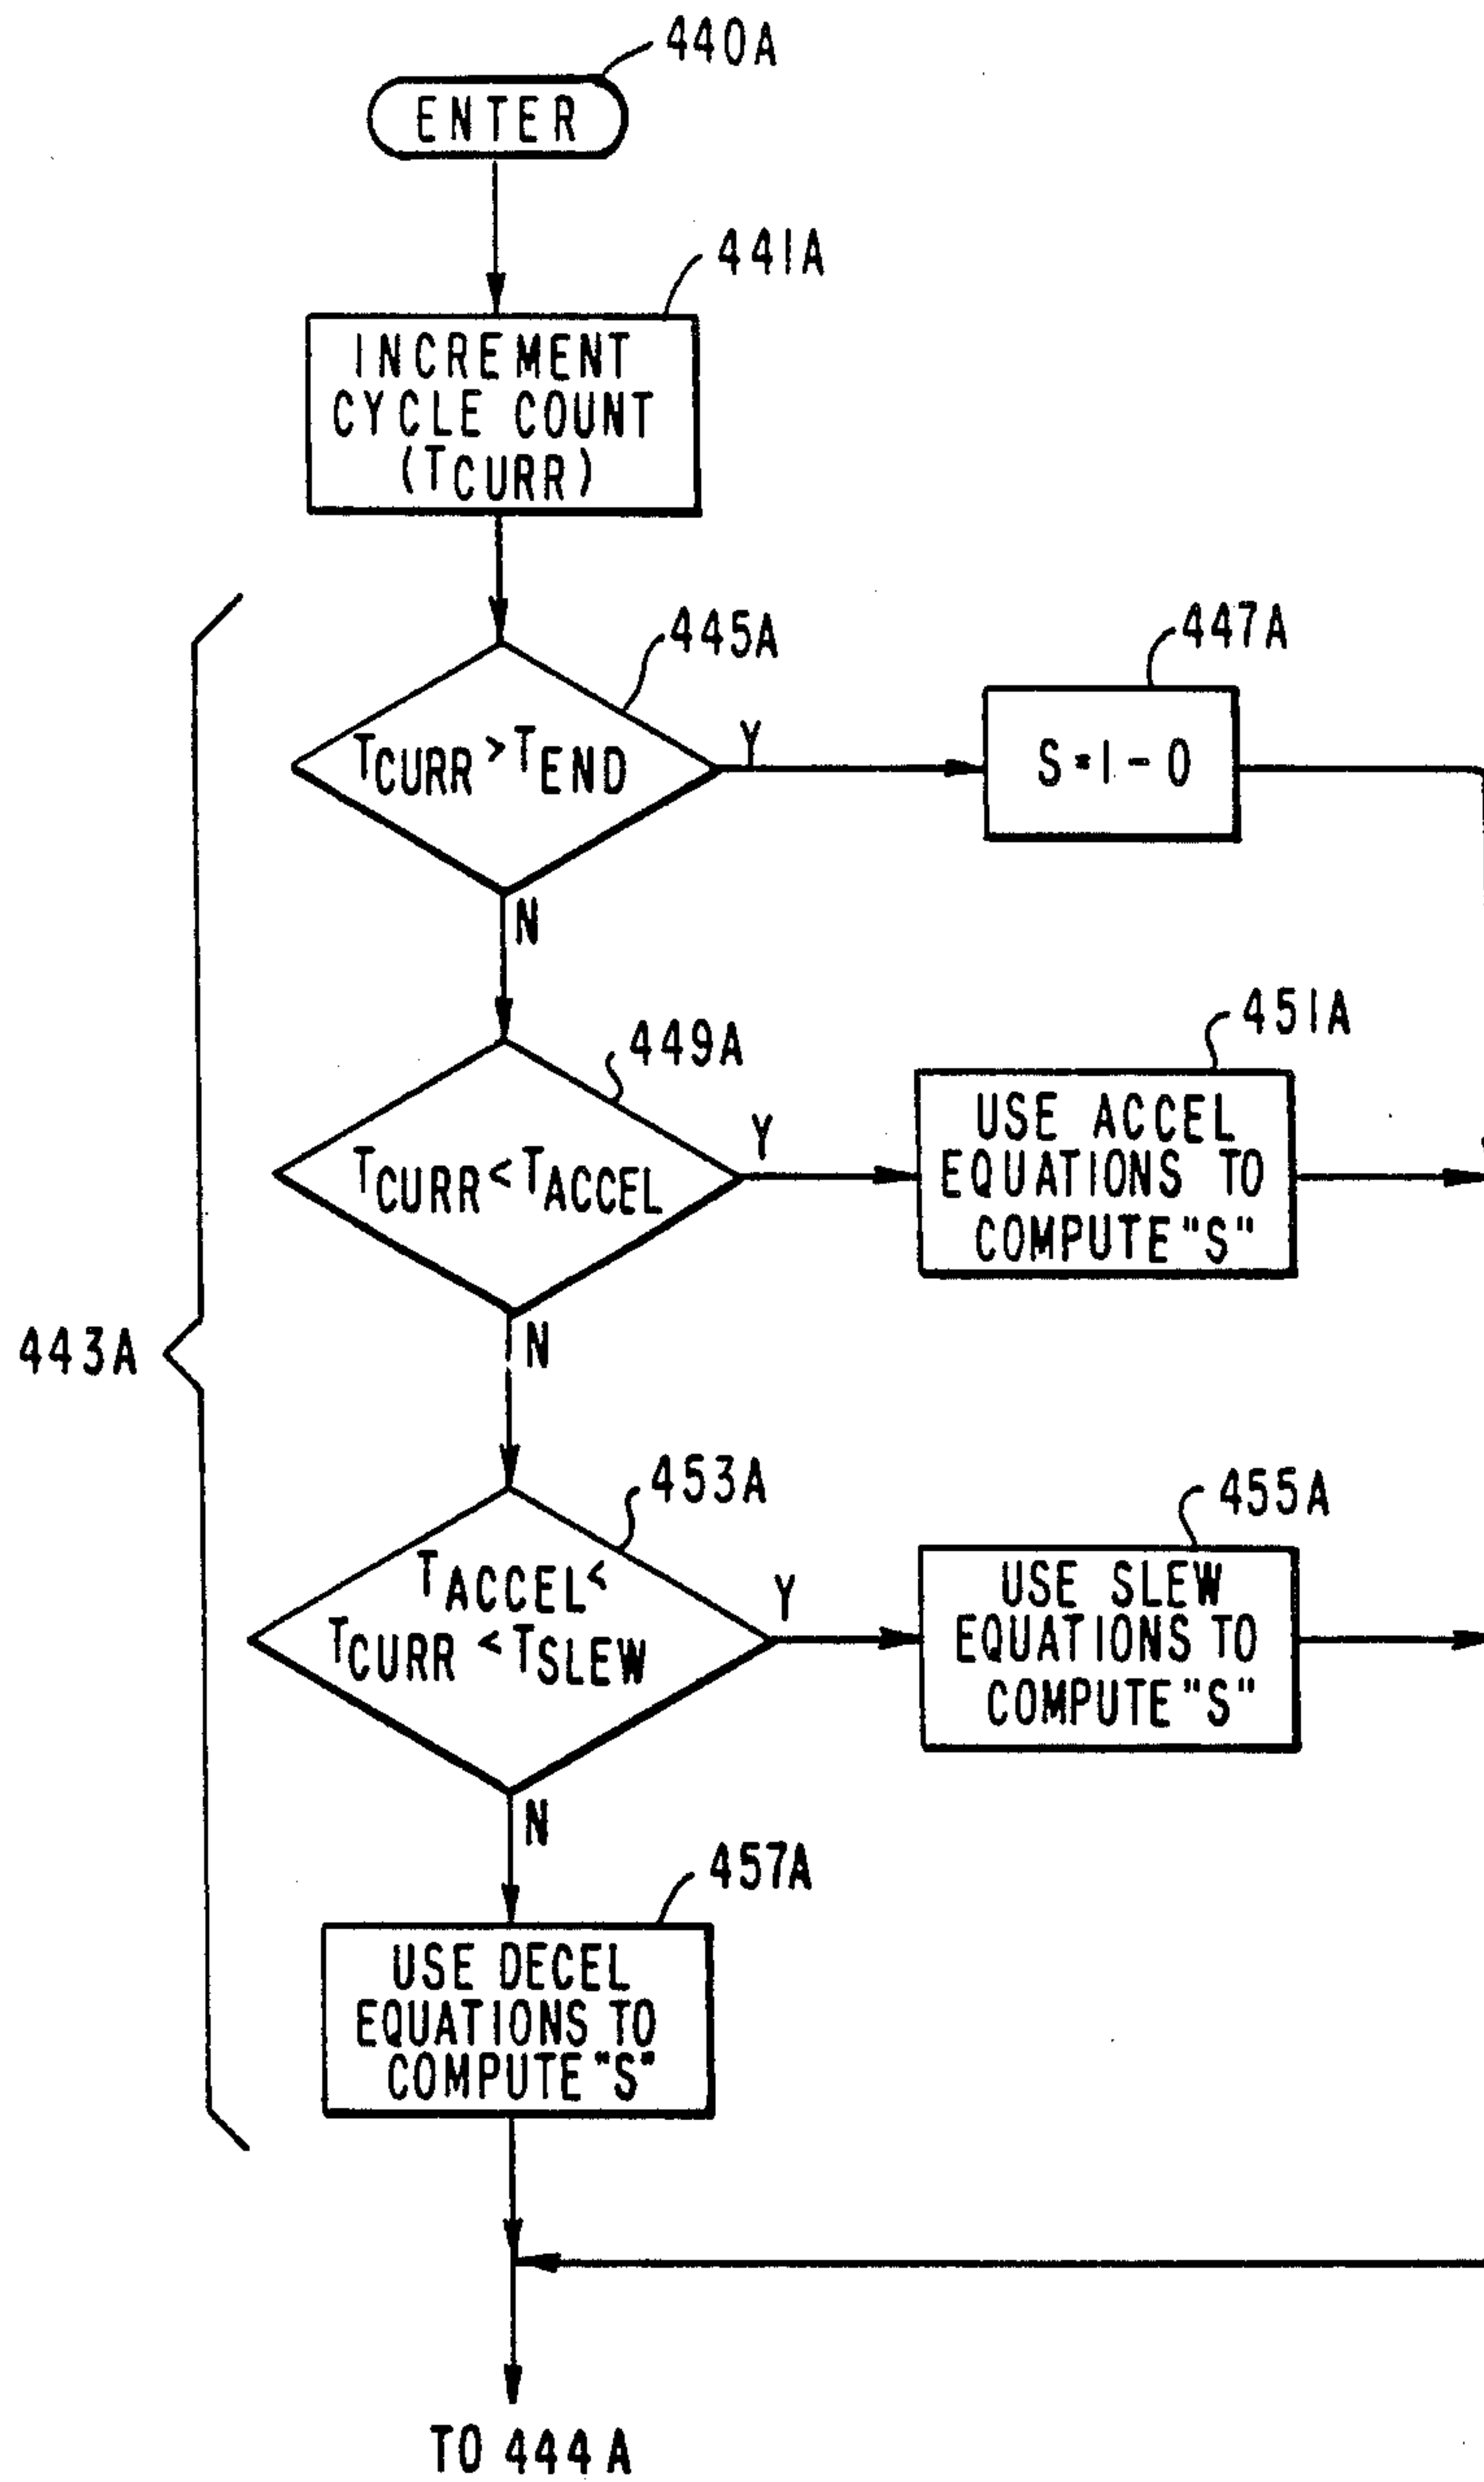 440A
ENTER
441A
INCREMENT
CYCLE COUNT
(TCURR)
445A
TCURR > TEND
Y
447A
S = 1 - 0
N
449A
TCURR < TACCEL
Y
451A
USE ACCEL
EQUATIONS TO
COMPUTE "S"
443A
N
453A
TACCEL <
TCURR < TSLEW
Y
455A
USE SLEW
EQUATIONS TO
COMPUTE "S"
N
457A
USE DECEL
EQUATIONS TO
COMPUTE "S"
TO 444A